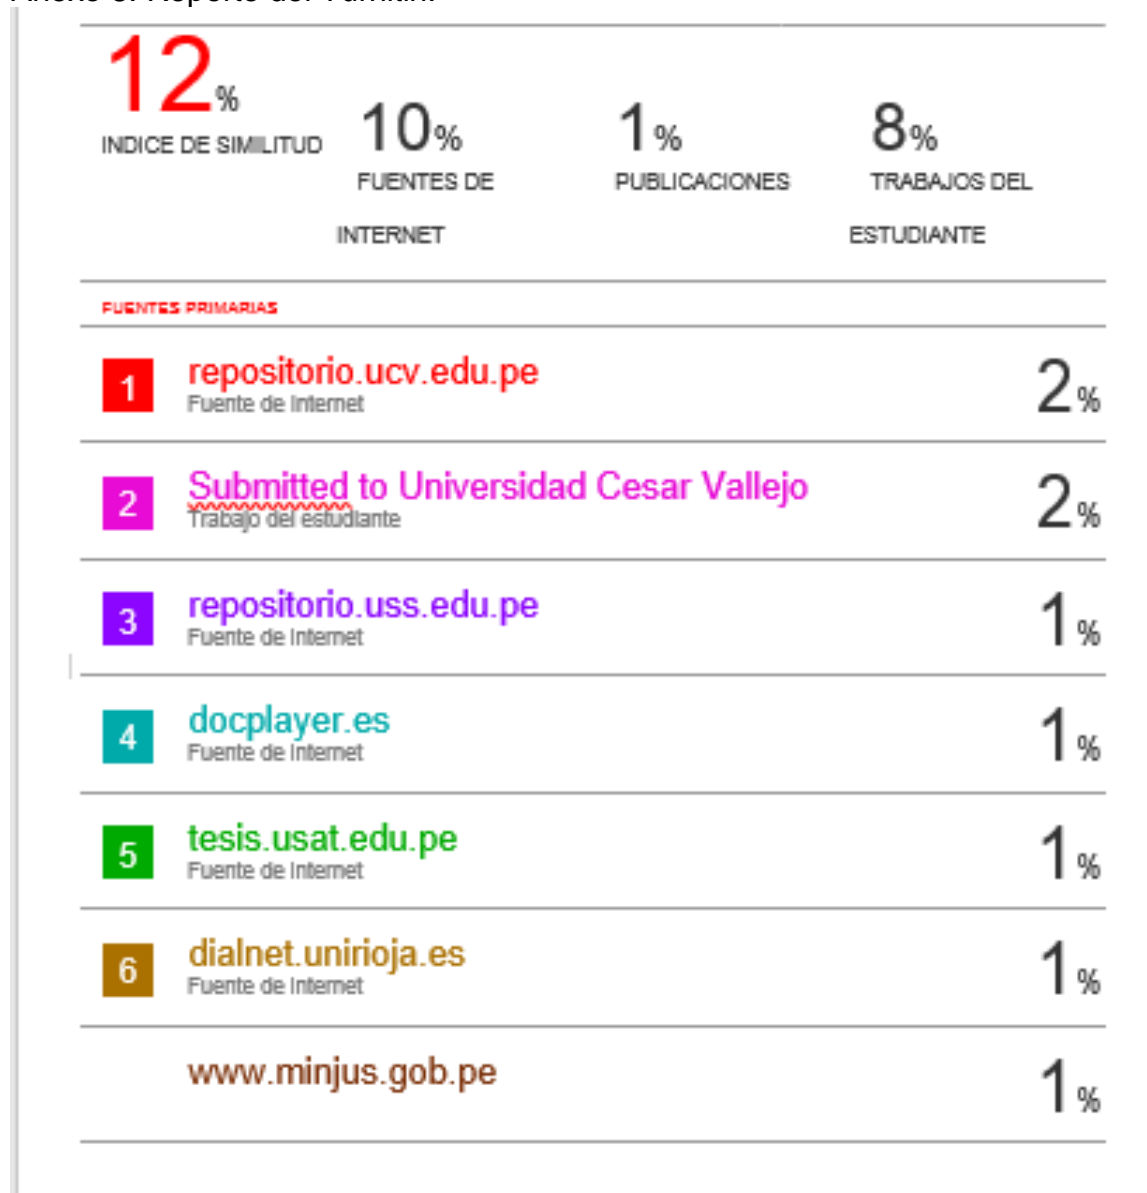 12%
INDICE DE SIMILITUD
10%
FUENTES DE
INTERNET
1%
PUBLICACIONES
8%
TRABAJOS DEL
ESTUDIANTE
FUENTES PRIMARIAS
1 repositorio.ucv.edu.pe 2%
Fuente de Internet
2 Submitted to Universidad Cesar Vallejo 2%
Trabajo del estudiante
3 repositorio.uss.edu.pe 1%
Fuente de Internet
4 docplayer.es 1%
Fuente de Internet
5 tesis.usat.edu.pe 1%
Fuente de Internet
6 dialnet.unirioja.es 1%
Fuente de Internet
www.minjus.gob.pe 1%